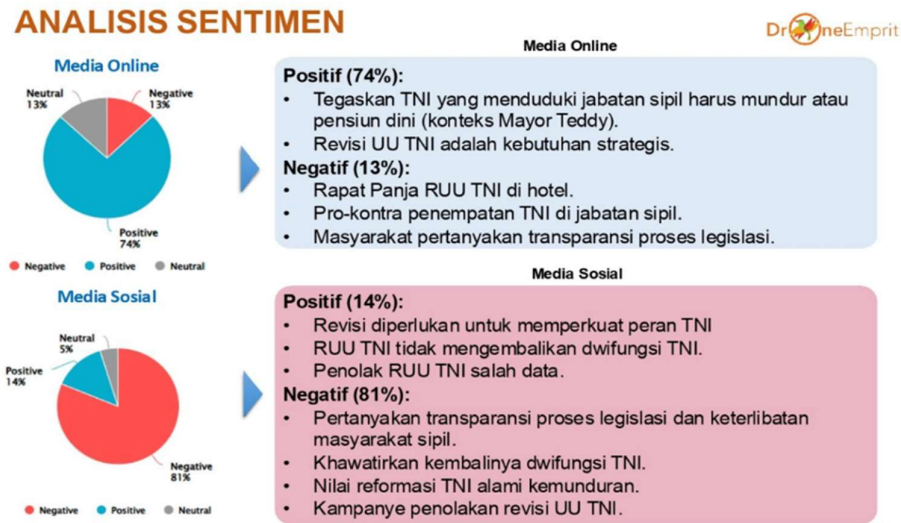 ANALISIS SENTIMEN
DroneEmprit
Media Online
Neutral
13%
Negative
13%
Positive
74%
Negative Positive Neutral
Media Online
Positif (74%):
• Tegaskan TNI yang menduduki jabatan sipil harus mundur atau
pensiun dini (konteks Mayor Teddy).
• Revisi UU TNI adalah kebutuhan strategis.
Negatif (13%):
• Rapat Panja RUU TNI di hotel.
• Pro-kontra penempatan TNI di jabatan sipil.
• Masyarakat pertanyakan transparansi proses legislasi.
Media Sosial
Neutral
5%
Positive
14%
Negative
81%
Negative Positive Neutral
Media Sosial
Positif (14%):
• Revisi diperlukan untuk memperkuat peran TNI
• RUU TNI tidak mengembalikan dwifungsi TNI.
• Penolak RUU TNI salah data.
Negatif (81%):
• Pertanyakan transparansi proses legislasi dan keterlibatan
masyarakat sipil.
• Khawatirkan kembalinya dwifungsi TNI.
• Nilai reformasi TNI alami kemunduran.
• Kampanye penolakan revisi UU TNI.